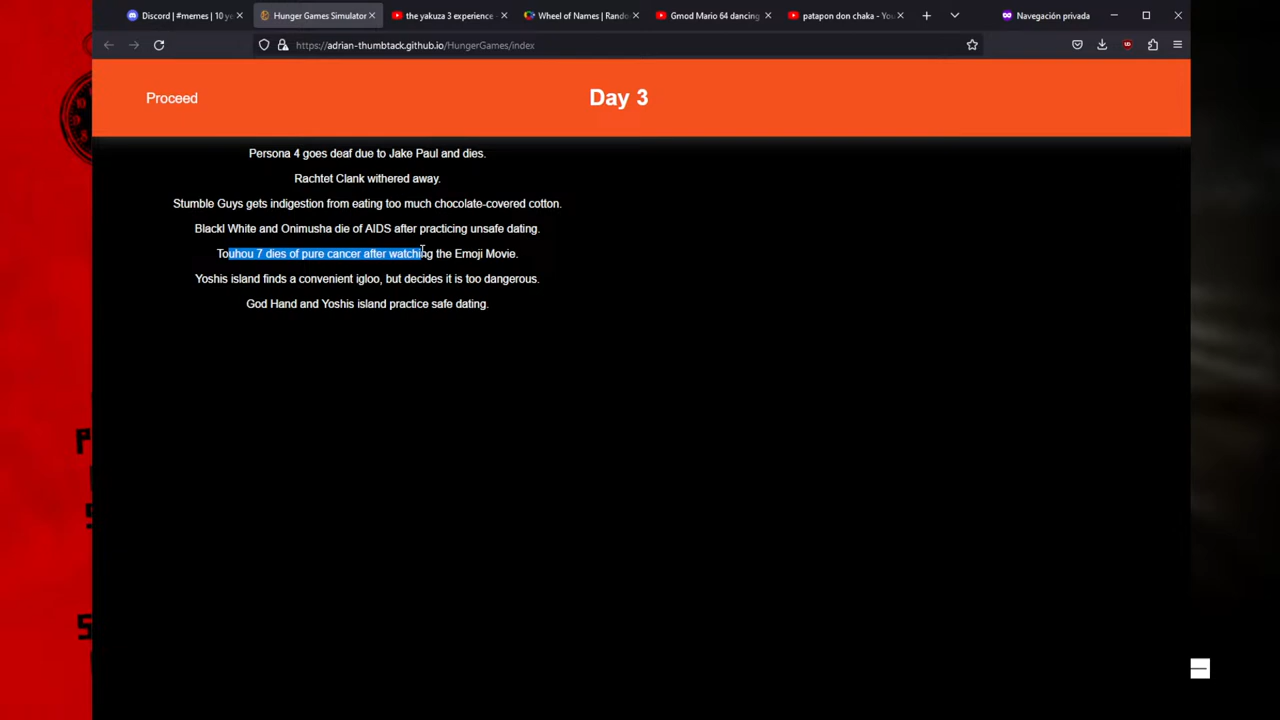 Discord | #memes | 10 ye
Hunger Games Simulator
the yakuza 3 experience
Wheel of Names | Rando
Gmod Mario 64 dancing
patapon don chaka - You
Navegación privada
https://adrian-thumbtack.github.io/HungerGames/index
Proceed
Day 3
Persona 4 goes deaf due to Jake Paul and dies.
Rachtet Clank withered away.
Stumble Guys gets indigestion from eating too much chocolate-covered cotton.
Blackl White and Onimusha die of AIDS after practicing unsafe dating.
Touhou 7 dies of pure cancer after watching the Emoji Movie.
Yoshis island finds a convenient igloo, but decides it is too dangerous.
God Hand and Yoshis island practice safe dating.
P
S
S